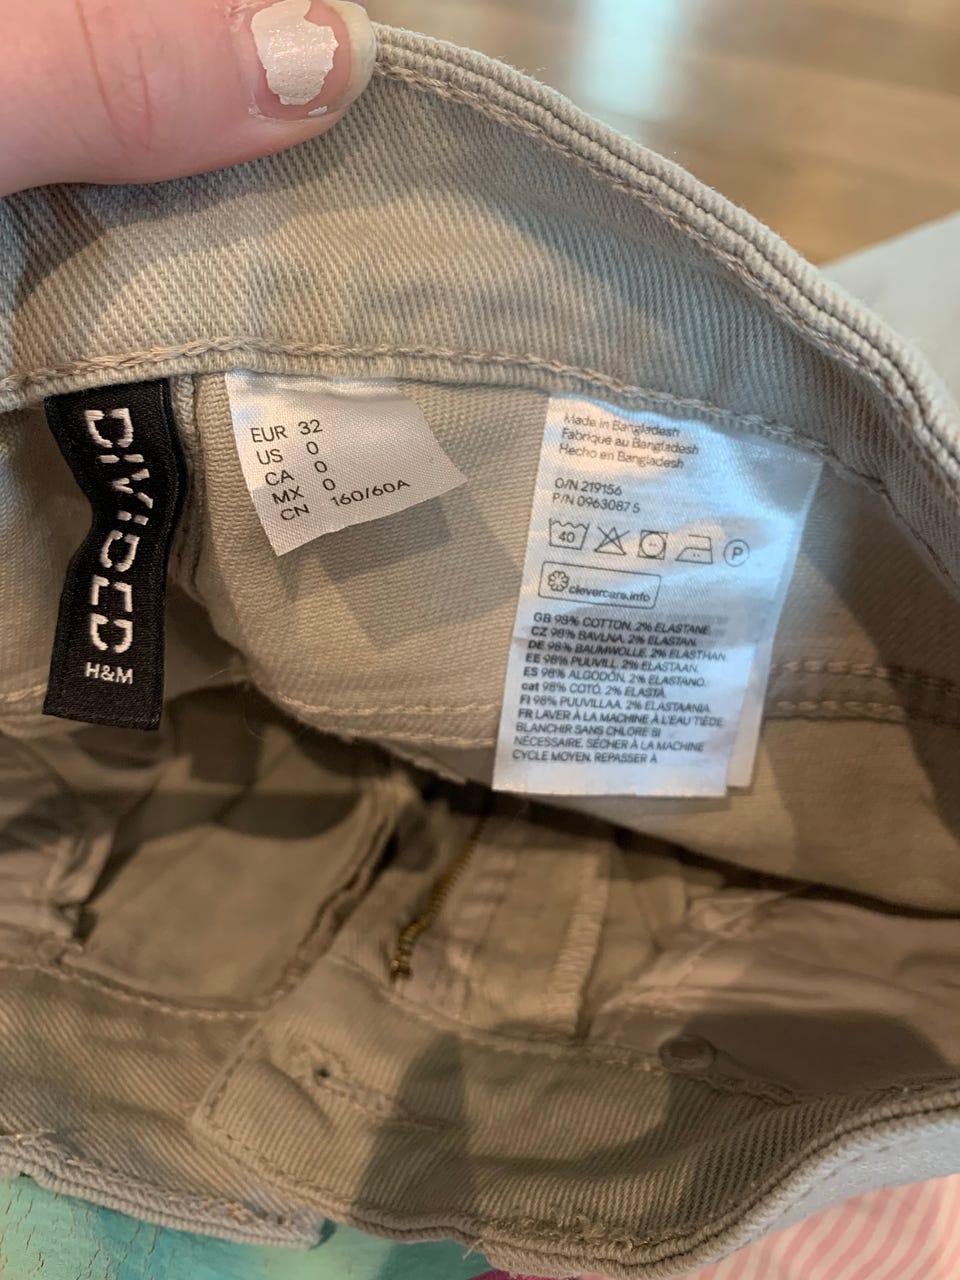 DIVIDED
H&M
EUR 32
US 0
CA 0
MX 0
CN 160/60A
Made in Bangladesh
Fabriqué au Bangladesh
Hecho en Bangladesh
O/N 219156
P/N 0963087 5
40
P
clevercare.info
GB 98% COTTON, 2% ELASTANE
CZ 98% BAVLNA, 2% ELASTAN.
DE 98% BAUMWOLLE, 2% ELASTHAN
EE 98% PUUVILL, 2% ELASTAAN.
ES 98% ALGODÓN, 2% ELASTANO.
cat 98% COTÓ, 2% ELASTÀ
FI 98% PUUVILLAA, 2% ELASTAANIA
FR LAVER À LA MACHINE À L'EAU TIÈDE.
BLANCHIR SANS CHLORE SI
NÉCESSAIRE. SÉCHER À LA MACHINE
CYCLE MOYEN. REPASSER À